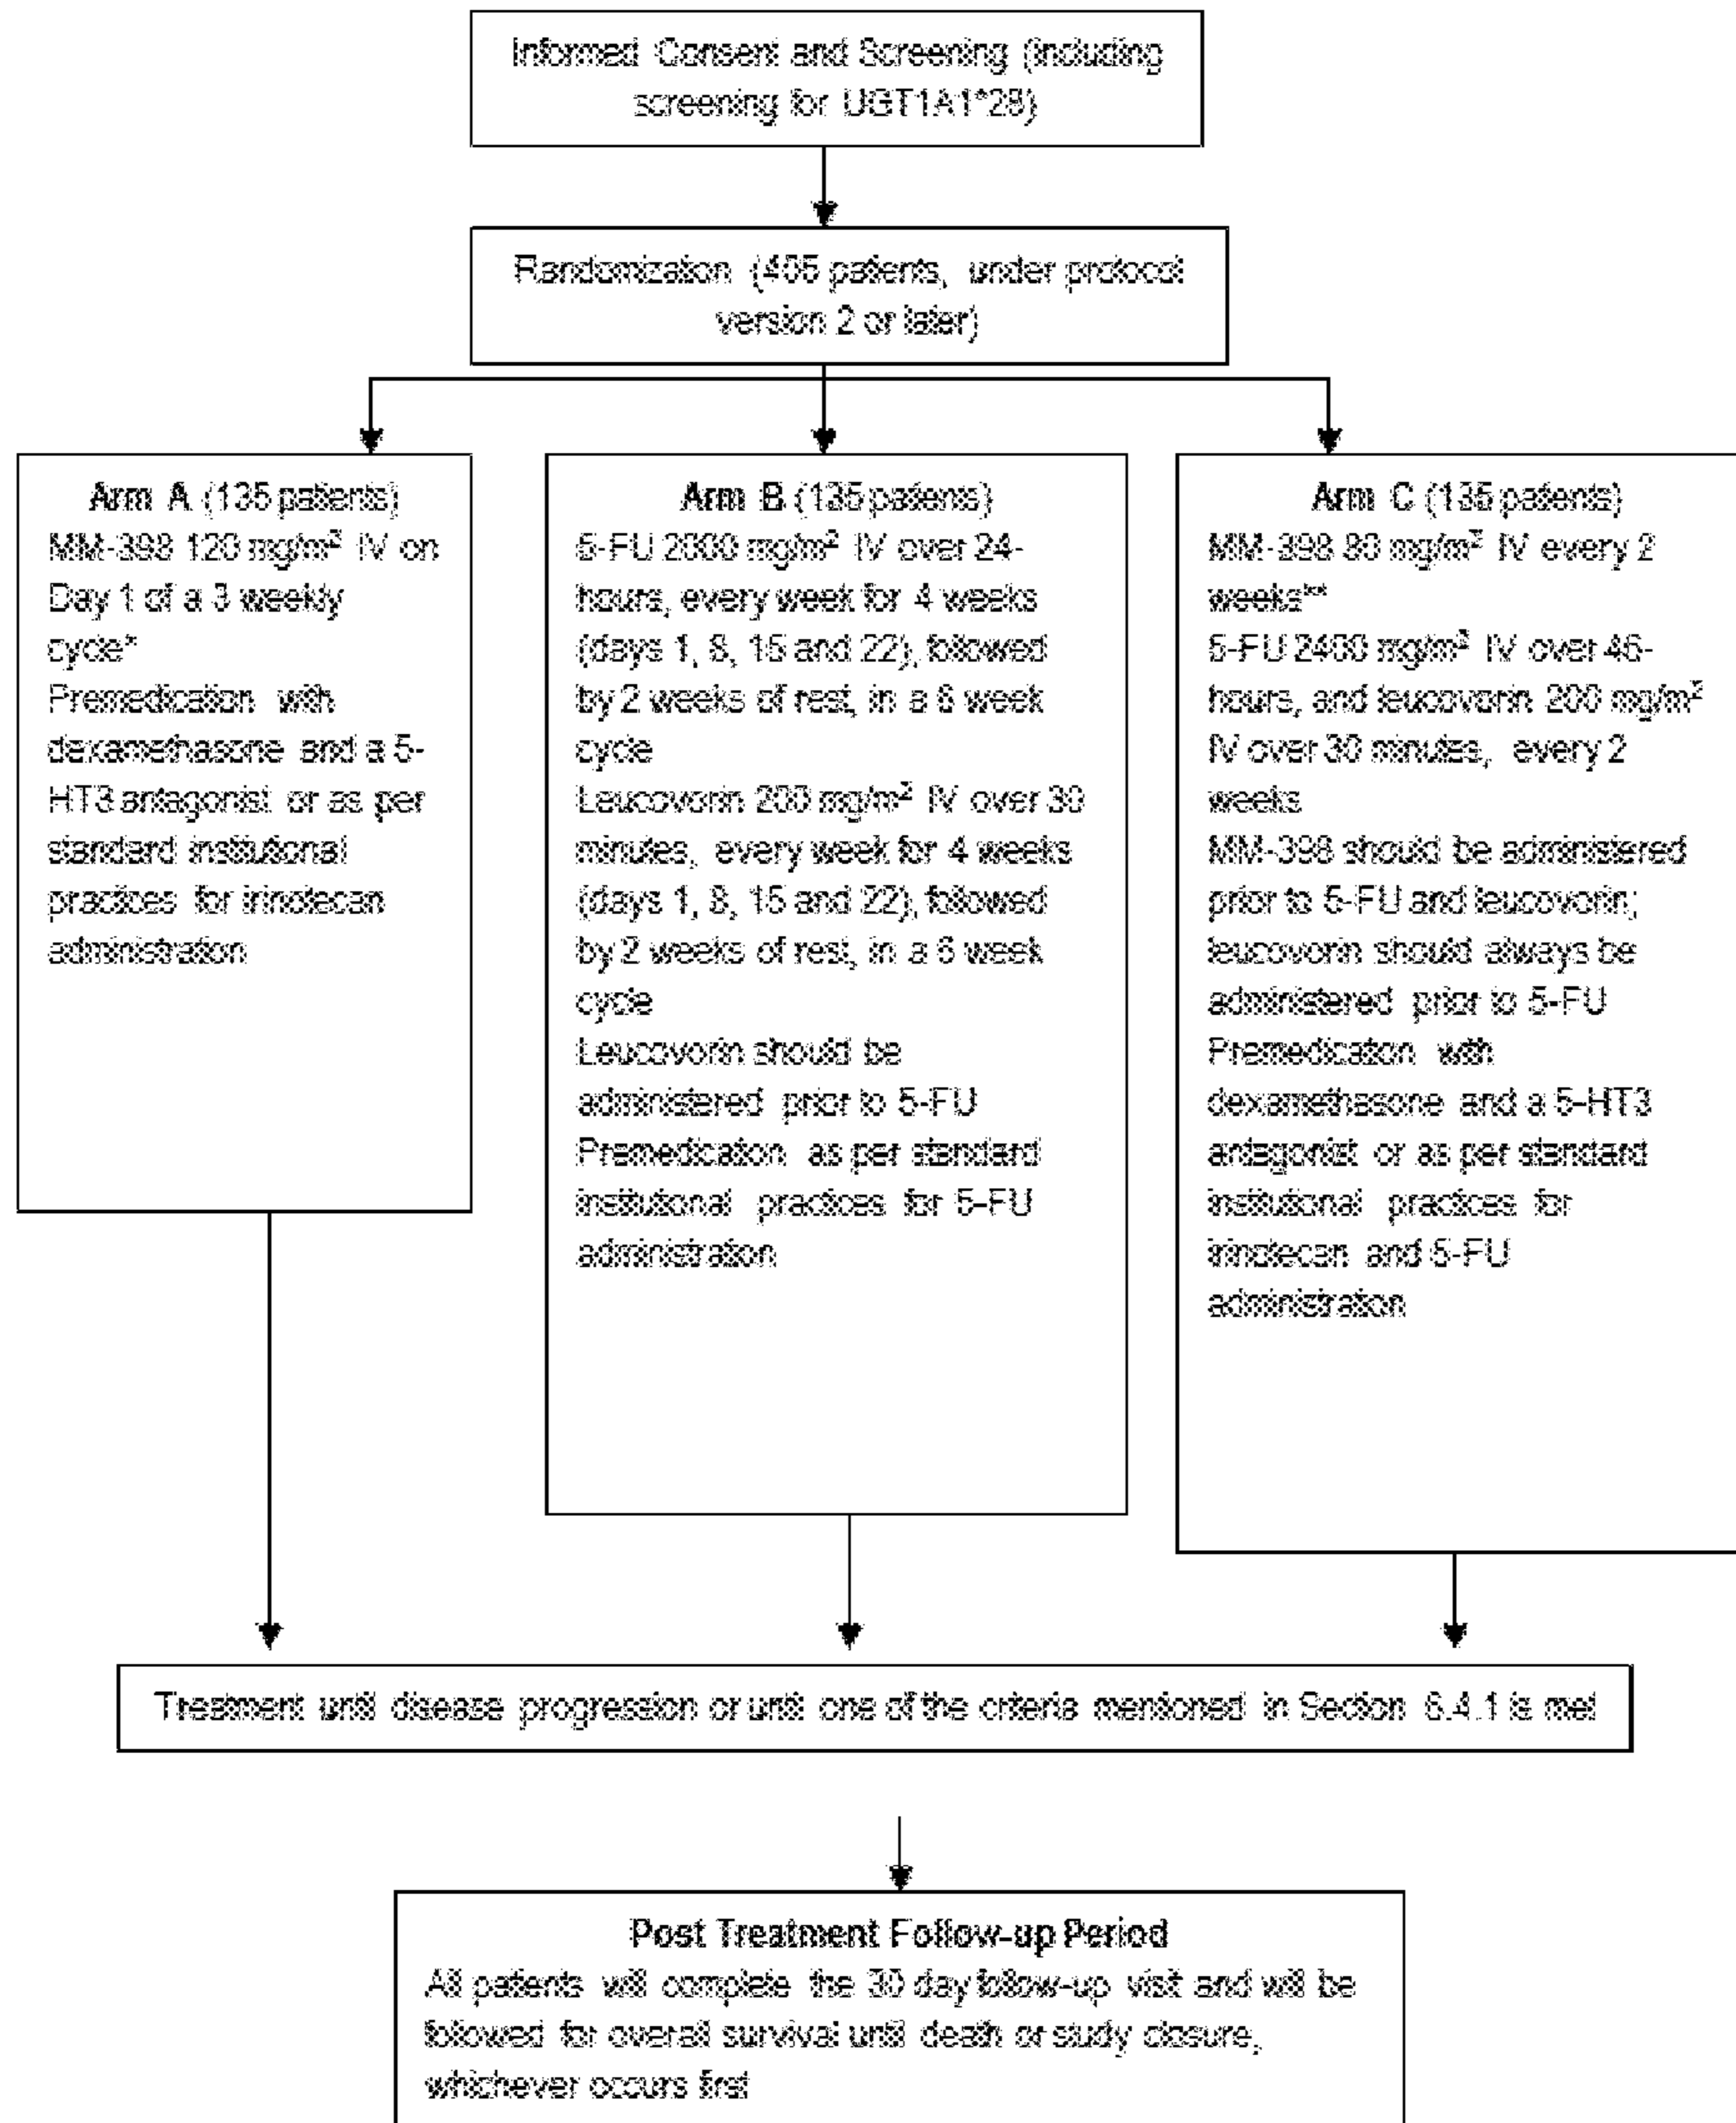 Informed Consent and Screening (including
screening for UGT1A1*28)
Randomization (405 patients, under protocol
version 2 or later)
Arm A (135 patients)
MM-398 120 mg/m² IV on
Day 1 of a 3 weekly
cycle*
Premedication with
dexamethasone and a 5-
HT3 antagonist or as per
standard institutional
practices for irinotecan
administration
Arm B (135 patients)
5-FU 2000 mg/m² IV over 24-
hours, every week for 4 weeks
(days 1, 8, 15 and 22), followed
by 2 weeks of rest, in a 6 week
cycle
Leucovorin 200 mg/m² IV over 30
minutes, every week for 4 weeks
(days 1, 8, 15 and 22), followed
by 2 weeks of rest, in a 6 week
cycle
Leucovorin should be
administered prior to 5-FU
Premedication as per standard
institutional practices for 5-FU
administration
Arm C (135 patients)
MM-398 80 mg/m² IV every 2
weeks**
5-FU 2400 mg/m² IV over 46-
hours, and leucovorin 200 mg/m²
IV over 30 minutes, every 2
weeks
MM-398 should be administered
prior to 5-FU and leucovorin;
leucovorin should always be
administered prior to 5-FU
Premedication with
dexamethasone and a 5-HT3
antagonist or as per standard
institutional practices for
irinotecan and 5-FU
administration
Treatment until disease progression or until one of the criteria mentioned in Section 6.4.1 is met
Post Treatment Follow-up Period
All patients will complete the 30 day follow-up visit and will be
followed for overall survival until death or study closure,
whichever occurs first